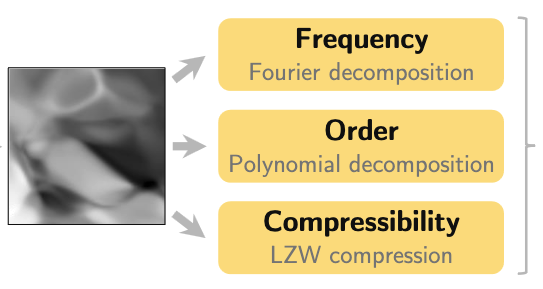 Frequency
Fourier decomposition
Order
Polynomial decomposition
Compressibility
LZW compression